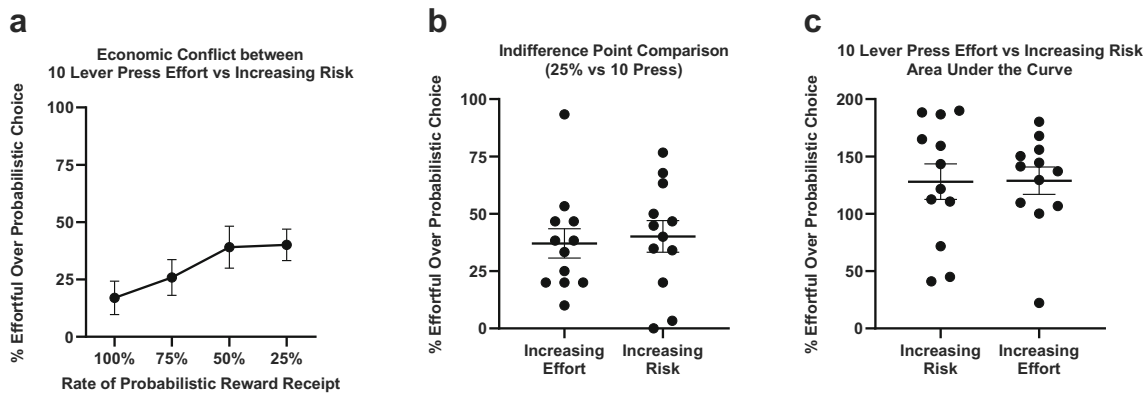 a
Economic Conflict between
10 Lever Press Effort vs Increasing Risk
% Effortful Over Probabilistic Choice
100
75
50
25
0
100% 75% 50% 25%
Rate of Probabilistic Reward Receipt
b
Indifference Point Comparison
(25% vs 10 Press)
% Effortful Over Probabilistic Choice
100
75
50
25
0
Increasing Effort
Increasing Risk
c
10 Lever Press Effort vs Increasing Risk
Area Under the Curve
% Effortful Over Probabilistic Choice
200
150
100
50
0
Increasing Risk
Increasing Effort